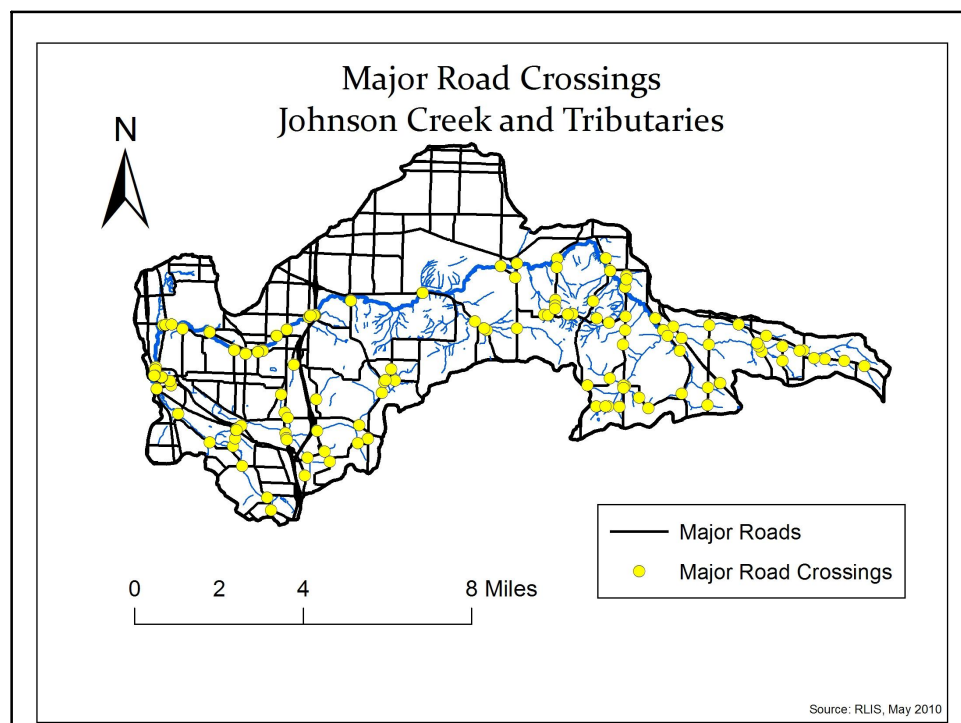 Major Road Crossings
Johnson Creek and Tributaries
N
Major Roads
Major Road Crossings
0 2 4 8 Miles
Source: RLIS, May 2010